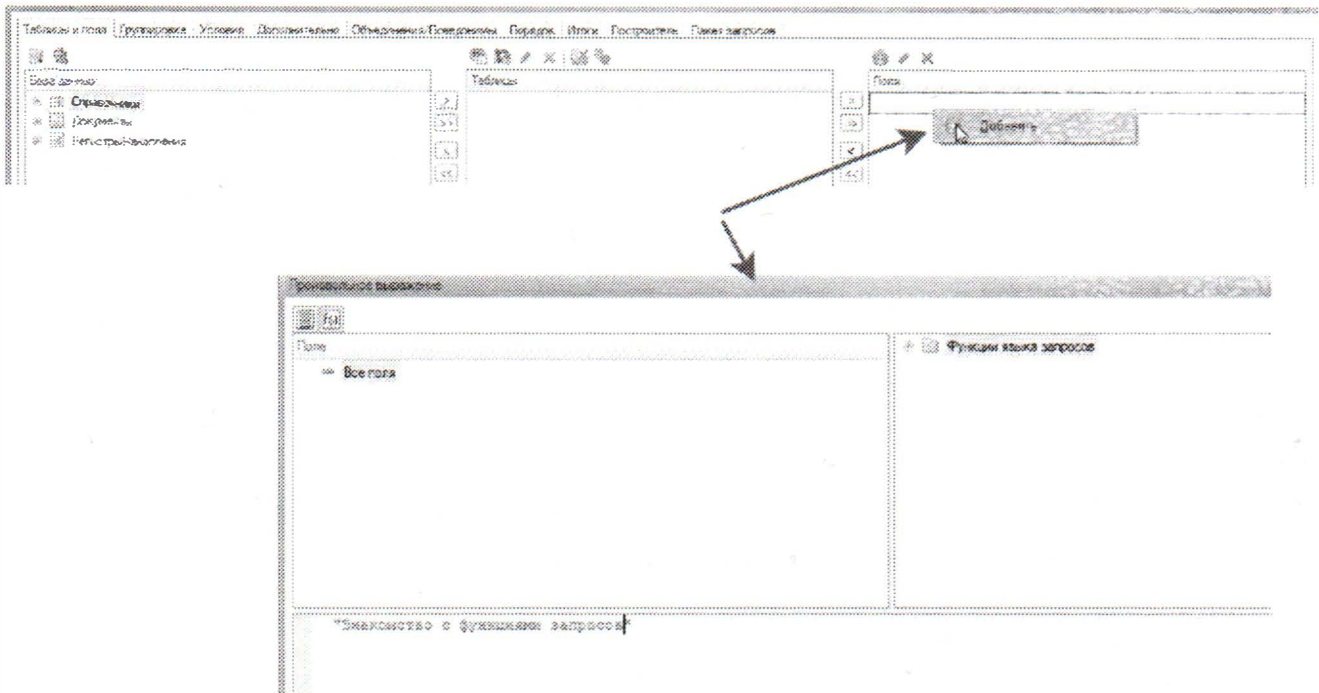 Таблицы и поля Группировка Условия Дополнительно Объединения/Псевдонимы Порядок Итоги Построитель Пакет запросов
База данных
Таблицы
Поля
Справочники
Документы
РегистрыНакопления
Добавить
Произвольное выражение
Поле
Функции языка запросов
Все поля
"Знакомство с функциями запросов"